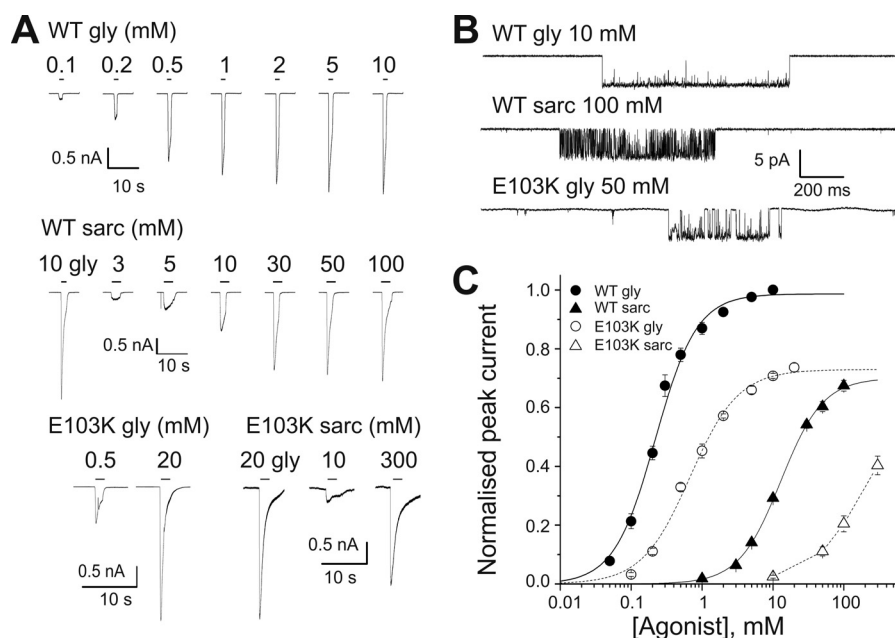 A
WT gly (mM)
0.1 0.2 0.5 1 2 5 10
0.5 nA
10 s
WT sarc (mM)
10 gly 3 5 10 30 50 100
0.5 nA
10 s
E103K gly (mM) E103K sarc (mM)
0.5 20 20 gly 10 300
0.5 nA
10 s
0.5 nA
10 s
B
WT gly 10 mM
WT sarc 100 mM
5 pA
200 ms
E103K gly 50 mM
C
WT gly
WT sarc
E103K gly
E103K sarc
Normalised peak current
1.0
0.8
0.6
0.4
0.2
0.0
0.01 0.1 1 10 100
[Agonist], mM